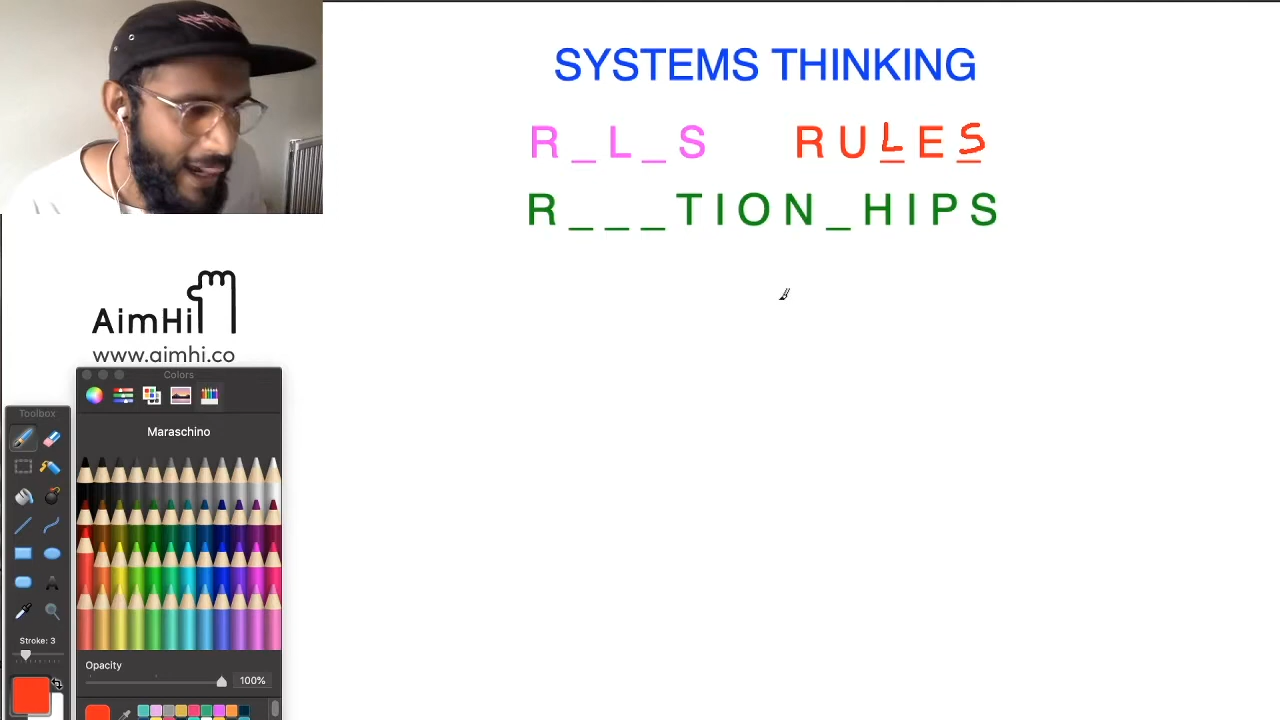 SYSTEMS THINKING
R _ L _ S RULES
R _ _ _ TION _ HIPS
AimHi
www.aimhi.co
Colors
Toolbox
Maraschino
Stroke: 3
Opacity
100%